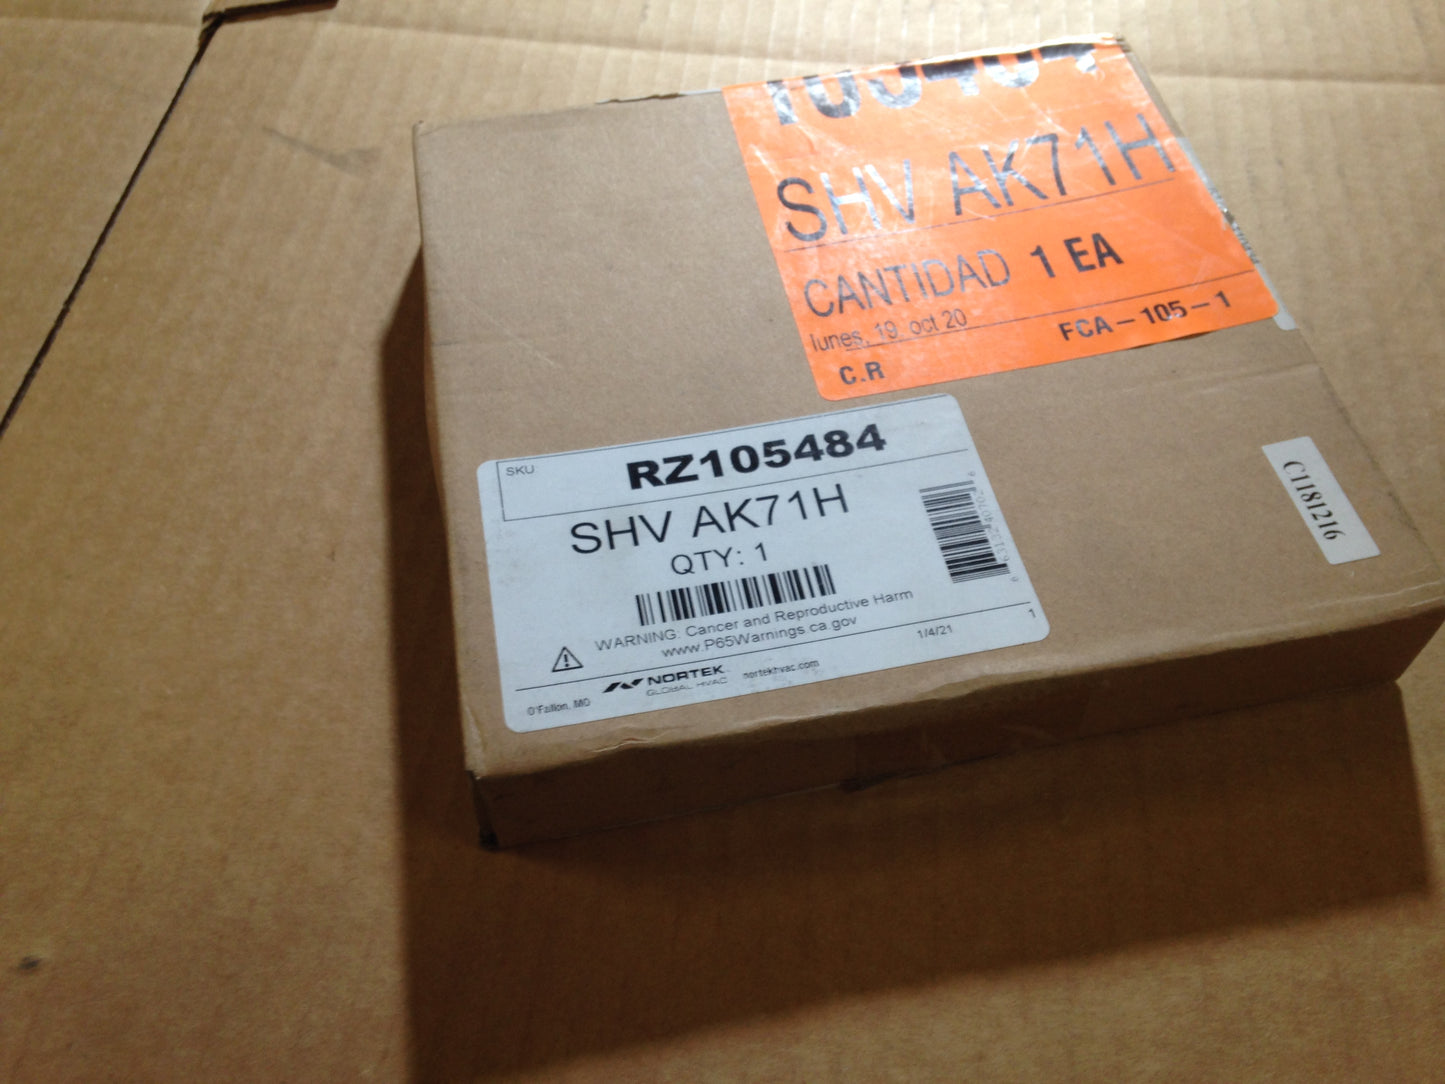 SHV AK71H
CANTIDAD 1 EA
lunes, 19 oct 20
FCA-105-1
C.R
SKU
RZ105484
SHV AK71H
QTY: 1
WARNING: Cancer and Reproductive Harm
www.P65Warnings.ca.gov
1/4/21
1
NORTEK
GLOBAL HVAC
nortekhvac.com
O'Fallon, MO
C1181216